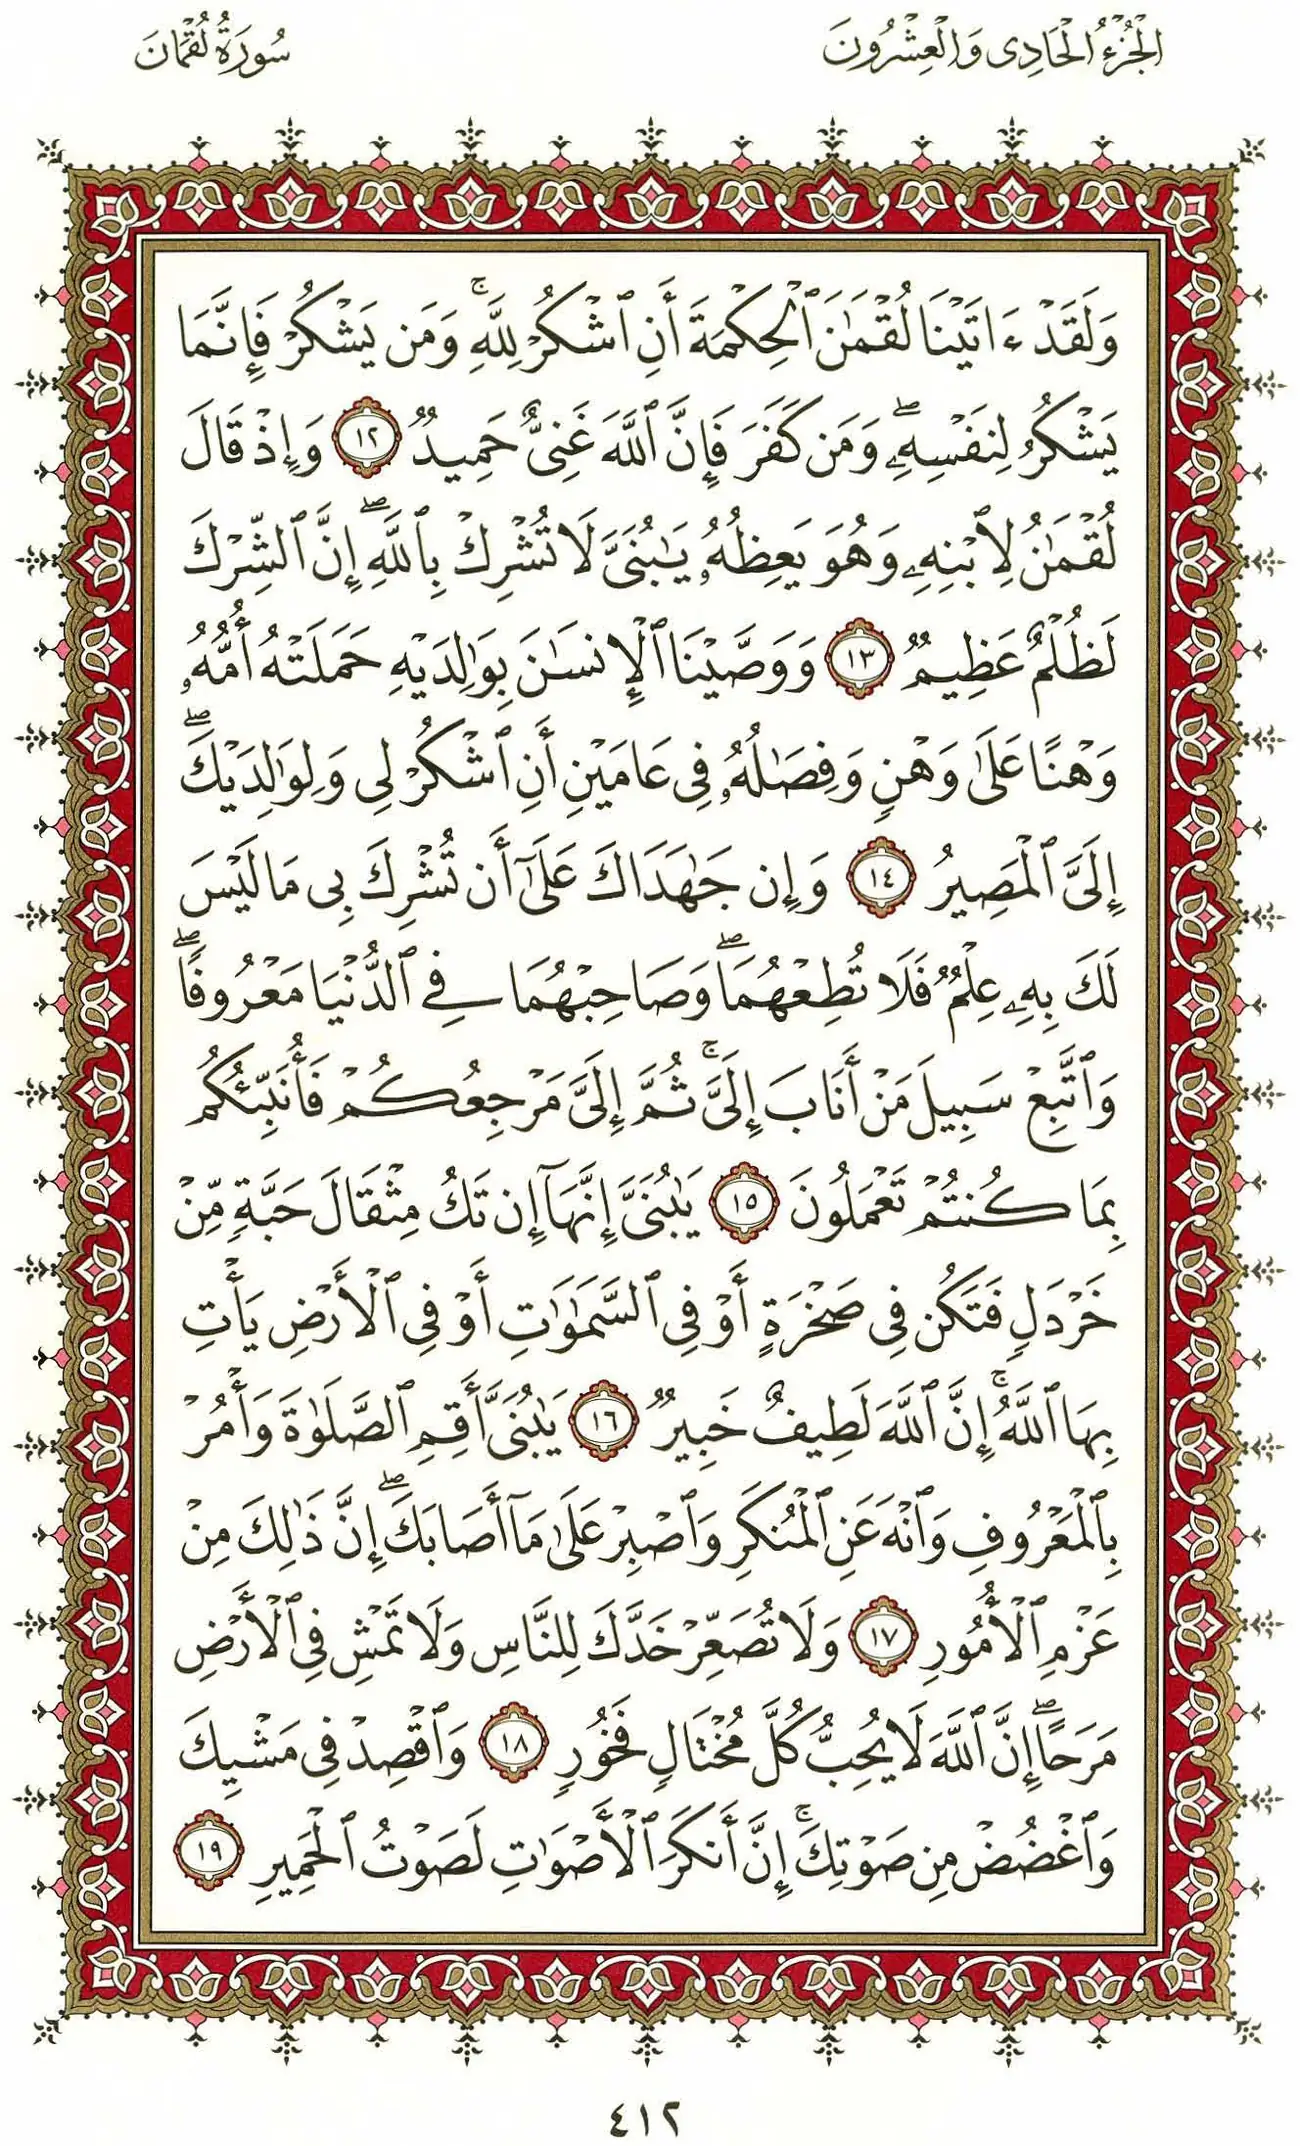 الجزء الحادي والعشرون
سورة لقمان
وَلَقَدْ ءَاتَيْنَا لُقْمَٰنَ ٱلْحِكْمَةَ أَنِ ٱشْكُرْ لِلَّهِۚ وَمَن يَشْكُرْ فَإِنَّمَا
يَشْكُرُ لِنَفْسِهِۦۖ وَمَن كَفَرَ فَإِنَّ ٱللَّهَ غَنِىٌّ حَمِيدٌ ١٢ وَإِذْ قَالَ
لُقْمَٰنُ لِٱبْنِهِۦ وَهُوَ يَعِظُهُۥ يَٰبُنَىَّ لَا تُشْرِكْ بِٱللَّهِۖ إِنَّ ٱلشِّرْكَ
لَظُلْمٌ عَظِيمٌ ١٣ وَوَصَّيْنَا ٱلْإِنسَٰنَ بِوَٰلِدَيْهِ حَمَلَتْهُ أُمُّهُۥ
وَهْنًا عَلَىٰ وَهْنٍ وَفِصَٰلُهُۥ فِى عَامَيْنِ أَنِ ٱشْكُرْ لِى وَلِوَٰلِدَيْكَۖ
إِلَىَّ ٱلْمَصِيرُ ١٤ وَإِن جَٰهَدَاكَ عَلَىٰٓ أَن تُشْرِكَ بِى مَا لَيْسَ
لَكَ بِهِۦ عِلْمٌ فَلَا تُطِعْهُمَاۖ وَصَاحِبْهُمَا فِى ٱلدُّنْيَا مَعْرُوفًاۖ
وَٱتَّبِعْ سَبِيلَ مَنْ أَنَابَ إِلَىَّۚ ثُمَّ إِلَىَّ مَرْجِعُكُمْ فَأُنَبِّئُكُم
بِمَا كُنتُمْ تَعْمَلُونَ ١٥ يَٰبُنَىَّ إِنَّهَآ إِن تَكُ مِثْقَالَ حَبَّةٍ مِّنْ
خَرْدَلٍ فَتَكُن فِى صَخْرَةٍ أَوْ فِى ٱلسَّمَٰوَٰتِ أَوْ فِى ٱلْأَرْضِ يَأْتِ
بِهَا ٱللَّهُۚ إِنَّ ٱللَّهَ لَطِيفٌ خَبِيرٌ ١٦ يَٰبُنَىَّ أَقِمِ ٱلصَّلَوٰةَ وَأْمُرْ
بِٱلْمَعْرُوفِ وَٱنْهَ عَنِ ٱلْمُنكَرِ وَٱصْبِرْ عَلَىٰ مَآ أَصَابَكَۖ إِنَّ ذَٰلِكَ مِنْ
عَزْمِ ٱلْأُمُورِ ١٧ وَلَا تُصَعِّرْ خَدَّكَ لِلنَّاسِ وَلَا تَمْشِ فِى ٱلْأَرْضِ
مَرَحًاۖ إِنَّ ٱللَّهَ لَا يُحِبُّ كُلَّ مُخْتَالٍ فَخُورٍ ١٨ وَٱقْصِدْ فِى مَشْيِكَ
وَٱغْضُضْ مِن صَوْتِكَۚ إِنَّ أَنكَرَ ٱلْأَصْوَٰتِ لَصَوْتُ ٱلْحَمِيرِ ١٩
٤١٢